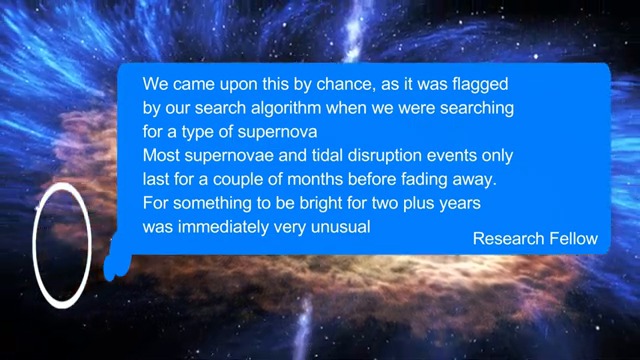 We came upon this by chance, as it was flagged
by our search algorithm when we were searching
for a type of supernova
Most supernovae and tidal disruption events only
last for a couple of months before fading away.
For something to be bright for two plus years
was immediately very unusual
Research Fellow